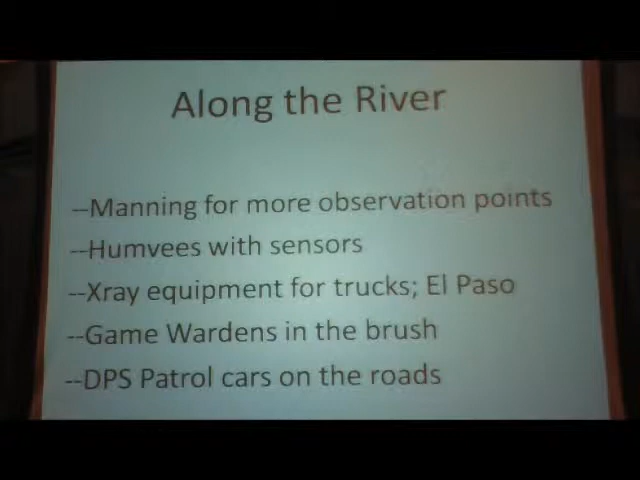 Along the River
--Manning for more observation points
--Humvees with sensors
--Xray equipment for trucks; El Paso
--Game Wardens in the brush
--DPS Patrol cars on the roads